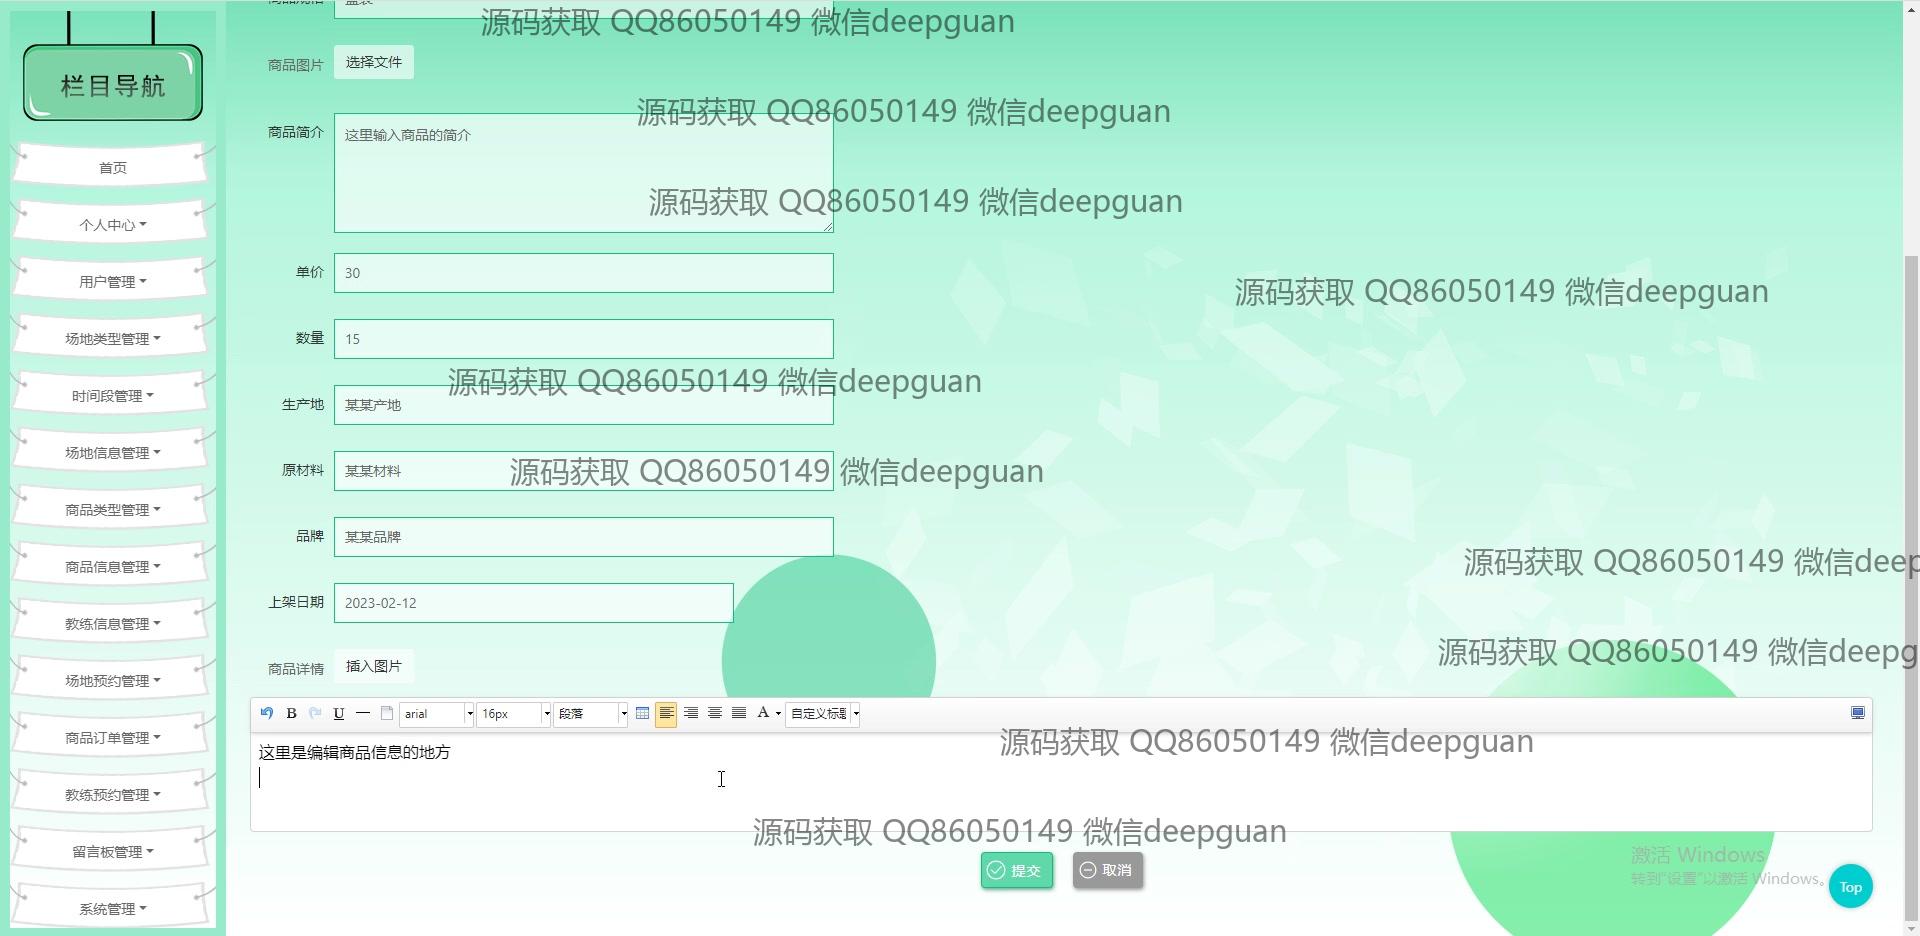 商品规格
盒装
源码获取 QQ86050149 微信deepguan
栏目导航
商品图片
选择文件
源码获取 QQ86050149 微信deepguan
商品简介
这里输入商品的简介
首页
源码获取 QQ86050149 微信deepguan
个人中心
单价
30
用户管理
源码获取 QQ86050149 微信deepguan
数量
15
场地类型管理
源码获取 QQ86050149 微信deepguan
时间段管理
生产地
某某产地
场地信息管理
原材料
某某材料
源码获取 QQ86050149 微信deepguan
商品类型管理
品牌
某某品牌
商品信息管理
源码获取 QQ86050149 微信deep
上架日期
2023-02-12
教练信息管理
源码获取 QQ86050149 微信deepg
商品详情
插入图片
场地预约管理
B
U
arial
16px
段落
A
自定义标题
商品订单管理
源码获取 QQ86050149 微信deepguan
这里是编辑商品信息的地方
教练预约管理
源码获取 QQ86050149 微信deepguan
留言板管理
提交
取消
激活 Windows
转到"设置"以激活 Windows。
Top
系统管理